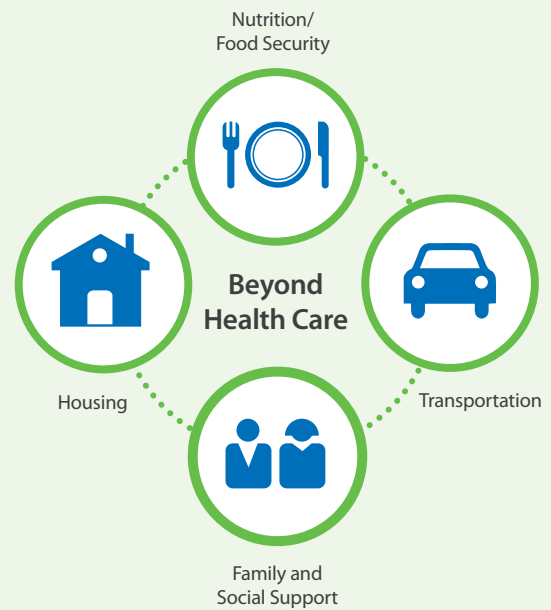 Nutrition/
Food Security
Beyond
Health Care
Housing
Transportation
Family and
Social Support